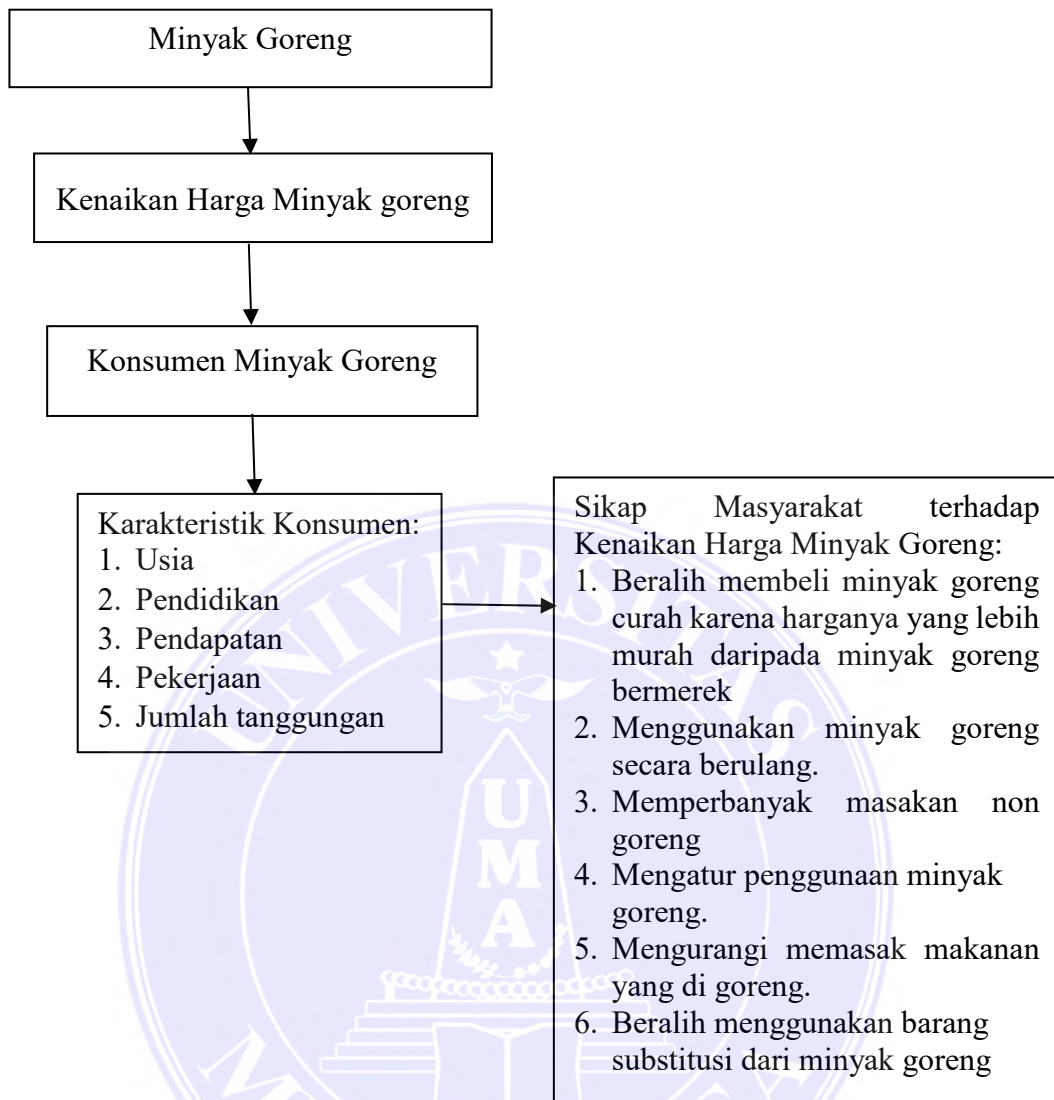 Minyak Goreng
Kenaikan Harga Minyak goreng
Konsumen Minyak Goreng
Karakteristik Konsumen:
1. Usia
2. Pendidikan
3. Pendapatan
4. Pekerjaan
5. Jumlah tanggungan
Sikap Masyarakat terhadap
Kenaikan Harga Minyak Goreng:
1. Beralih membeli minyak goreng
curah karena harganya yang lebih
murah daripada minyak goreng
bermerek
2. Menggunakan minyak goreng
secara berulang.
3. Memperbanyak masakan non
goreng
4. Mengatur penggunaan minyak
goreng.
5. Mengurangi memasak makanan
yang di goreng.
6. Beralih menggunakan barang
substitusi dari minyak goreng
UNIVERSITAS
U
M
A